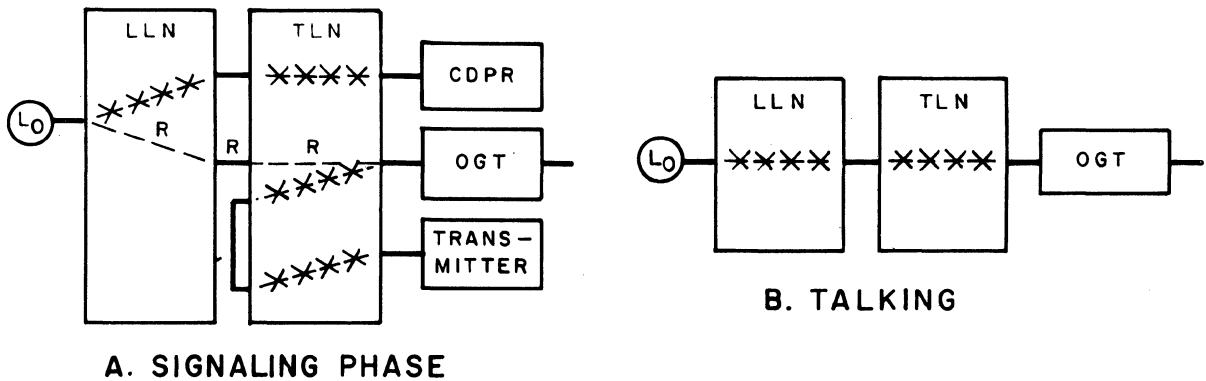 LLN
TLN
CDPR
LO
R
R
R
OGT
TRANS-
MITTER
A. SIGNALING PHASE
LLN
TLN
LO
OGT
B. TALKING